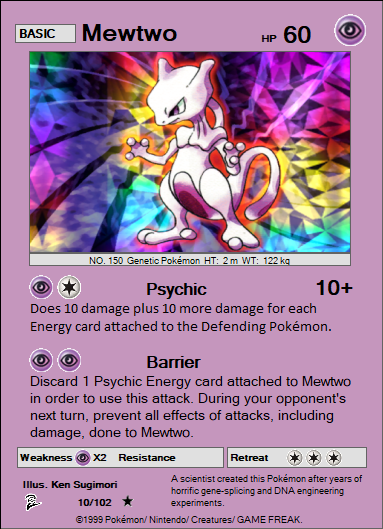 BASIC Mewtwo HP 60
NO. 150 Genetic Pokémon HT: 2 m WT: 122 kg
Psychic 10+
Does 10 damage plus 10 more damage for each
Energy card attached to the Defending Pokémon.
Barrier
Discard 1 Psychic Energy card attached to Mewtwo
in order to use this attack. During your opponent's
next turn, prevent all effects of attacks, including
damage, done to Mewtwo.
Weakness X2 Resistance Retreat
Illus. Ken Sugimori
10/102 ★
A scientist created this Pokémon after years of
horrific gene-splicing and DNA engineering
experiments.
©1999 Pokémon/ Nintendo/ Creatures/ GAME FREAK.